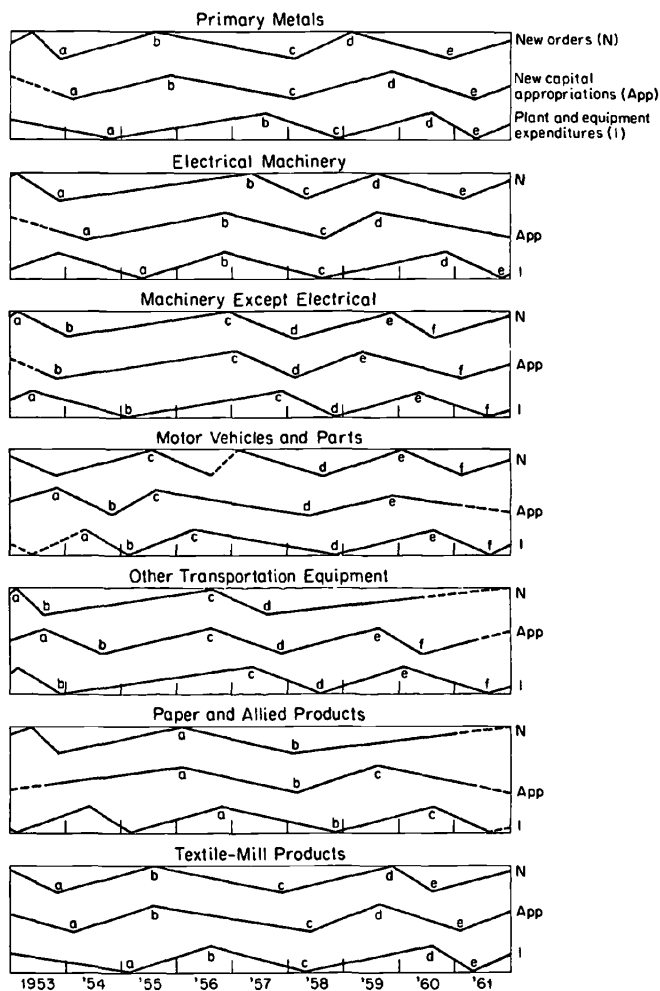 Primary Metals
a b c d e New orders (N)
a b c d e New capital
appropriations (App)
a b c d e Plant and equipment
expenditures (I)
Electrical Machinery
a b c d e N
a b c d App
a b c d e I
Machinery Except Electrical
a b c d e f N
b c d e f App
a b c d e f I
Motor Vehicles and Parts
c d e f N
a b c d e App
a b c d e f I
Other Transportation Equipment
a b c d N
a b c d e f App
b c d e f I
Paper and Allied Products
a b N
a b c App
a b c I
Textile-Mill Products
a b c d e N
a b c d e App
a b c d e I
1953 '54 '55 '56 '57 '58 '59 '60 '61